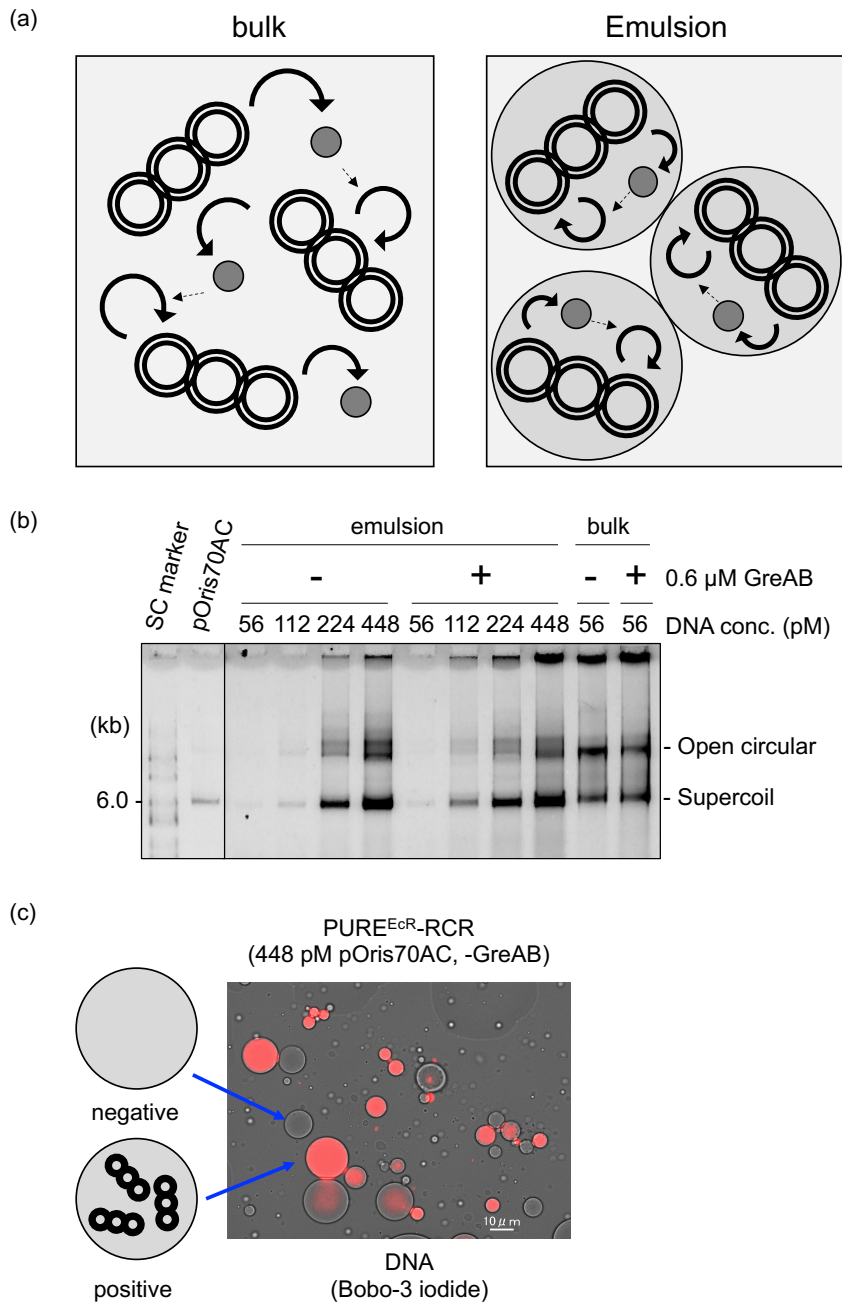 (a)
bulk
Emulsion
(b)
SC marker
pOris70AC
emulsion
bulk
-
+
-
+
0.6 µM GreAB
56
112
224
448
56
112
224
448
56
56
DNA conc. (pM)
(kb)
- Open circular
6.0 -
- Supercoil
(c)
PUREᴱᶜᴿ-RCR
(448 pM pOris70AC, -GreAB)
negative
positive
10 µm
DNA
(Bobo-3 iodide)